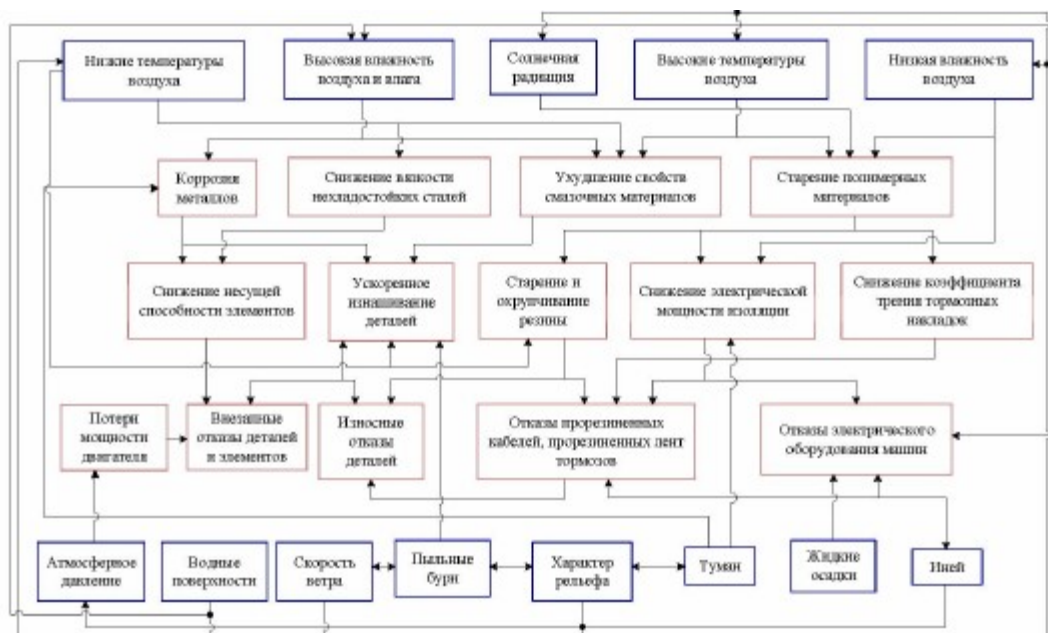 Низкие температуры
воздуха
Высокая влажность
воздуха и влага
Солнечная
радиация
Высокие температуры
воздуха
Низкая влажность
воздуха
Коррозия
металлов
Снижение вязкости
нехладостойких сталей
Ухудшение свойств
смазочных материалов
Старение полимерных
материалов
Снижение несущей
способности элементов
Ускоренное
изнашивание
деталей
Старение и
охрупчивание
резины
Снижение электрической
мощности изоляции
Снижение коэффициента
трения тормозных
накладок
Потери
мощности
двигателя
Внезапные
отказы деталей
и элементов
Износные
отказы
деталей
Отказы прорезиненных
кабелей, прорезиненных лент
тормозов
Отказы электрического
оборудования машин
Атмосферное
давление
Водные
поверхности
Скорость
ветра
Пыльные
бури
Характер
рельефа
Туман
Жидкие
осадки
Иней